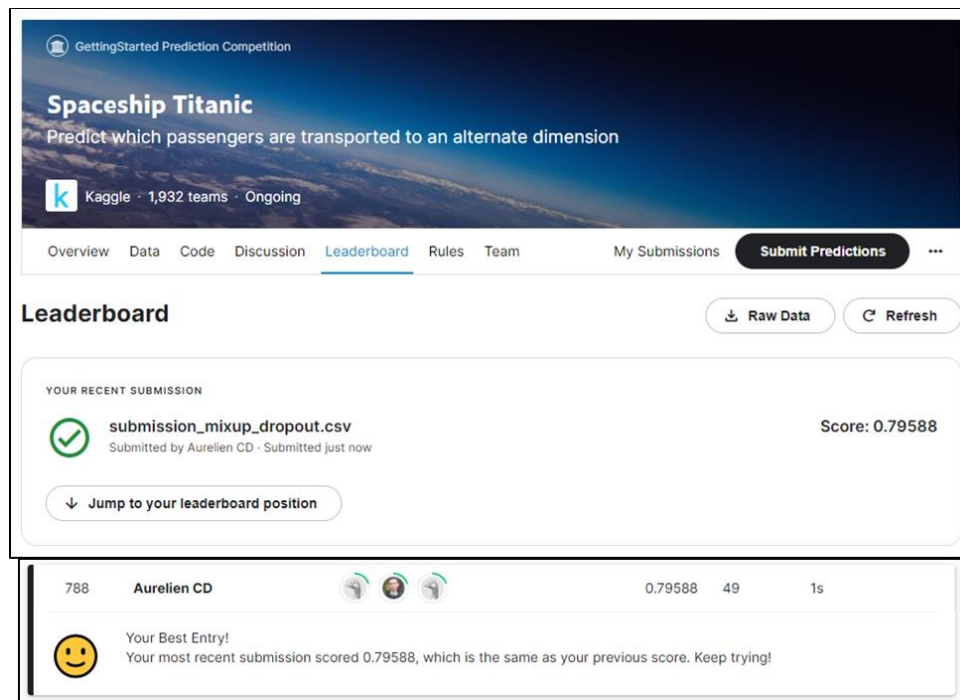 GettingStarted Prediction Competition
Spaceship Titanic
Predict which passengers are transported to an alternate dimension
k Kaggle · 1,932 teams · Ongoing
Overview Data Code Discussion Leaderboard Rules Team My Submissions Submit Predictions ...
Leaderboard Raw Data Refresh
YOUR RECENT SUBMISSION
submission_mixup_dropout.csv Score: 0.79588
Submitted by Aurelien CD · Submitted just now
Jump to your leaderboard position
788 Aurelien CD 0.79588 49 1s
Your Best Entry!
Your most recent submission scored 0.79588, which is the same as your previous score. Keep trying!